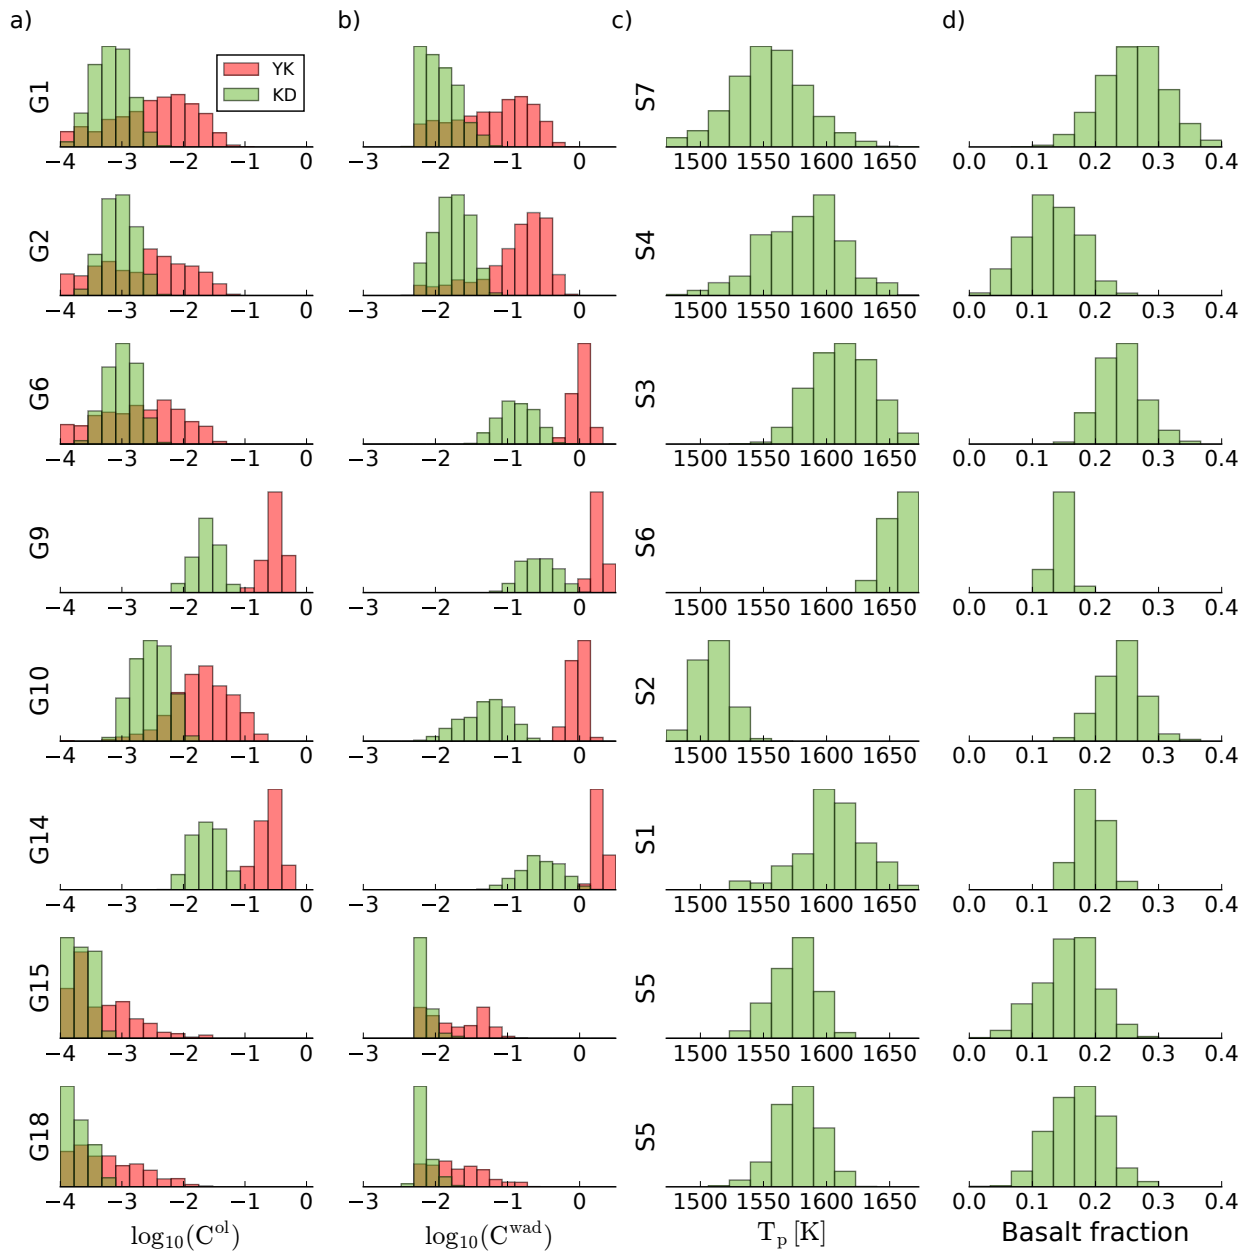 a) b) c) d)
G1 YK KD S7
−4 −3 −2 −1 0 −3 −2 −1 0 1500 1550 1600 1650 0.0 0.1 0.2 0.3 0.4
G2 S4
−4 −3 −2 −1 0 −3 −2 −1 0 1500 1550 1600 1650 0.0 0.1 0.2 0.3 0.4
G6 S3
−4 −3 −2 −1 0 −3 −2 −1 0 1500 1550 1600 1650 0.0 0.1 0.2 0.3 0.4
G9 S6
−4 −3 −2 −1 0 −3 −2 −1 0 1500 1550 1600 1650 0.0 0.1 0.2 0.3 0.4
G10 S2
−4 −3 −2 −1 0 −3 −2 −1 0 1500 1550 1600 1650 0.0 0.1 0.2 0.3 0.4
G14 S1
−4 −3 −2 −1 0 −3 −2 −1 0 1500 1550 1600 1650 0.0 0.1 0.2 0.3 0.4
G15 S5
−4 −3 −2 −1 0 −3 −2 −1 0 1500 1550 1600 1650 0.0 0.1 0.2 0.3 0.4
G18 S5
−4 −3 −2 −1 0 −3 −2 −1 0 1500 1550 1600 1650 0.0 0.1 0.2 0.3 0.4
log₁₀(Cᵒˡ) log₁₀(Cʷᵃᵈ) Tₚ [K] Basalt fraction